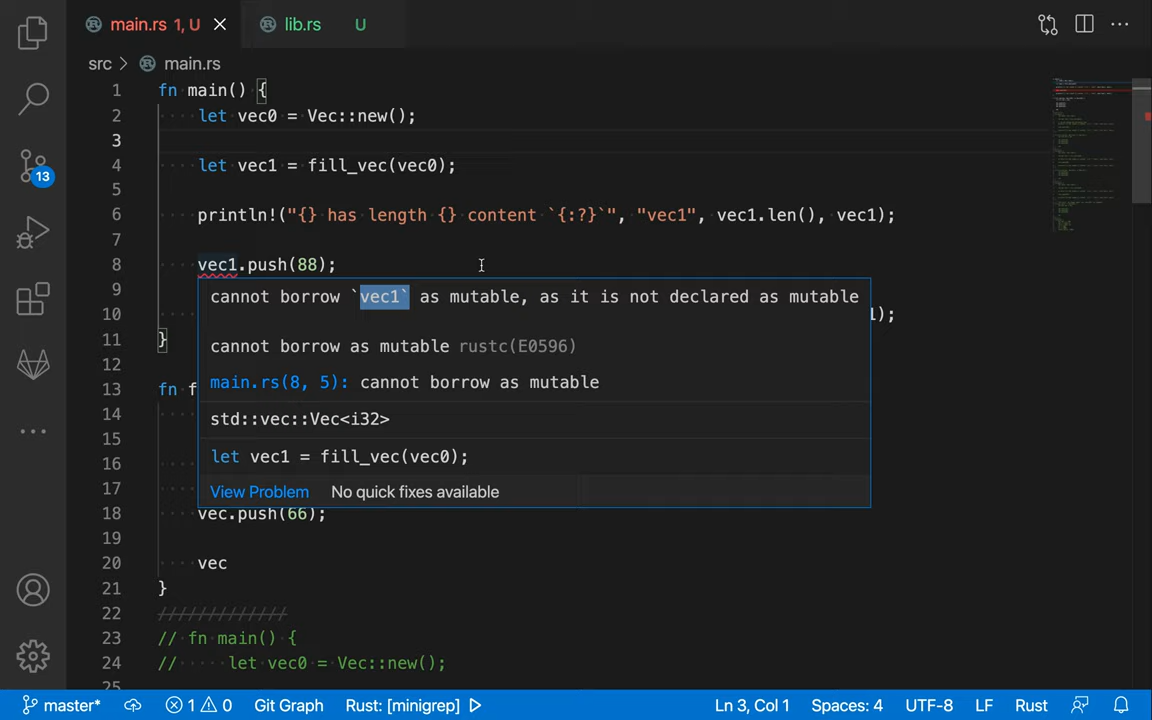 main.rs 1, U
lib.rs U
src > main.rs
13
1 fn main() {
2 let vec0 = Vec::new();
3
4 let vec1 = fill_vec(vec0);
5
6 println!("{} has length {} content `{:?}`", "vec1", vec1.len(), vec1);
7
8 vec1.push(88);
9
cannot borrow `vec1` as mutable, as it is not declared as mutable
10 1);
11 }
cannot borrow as mutable rustc(E0596)
12
main.rs(8, 5): cannot borrow as mutable
13 fn f
14
std::vec::Vec<i32>
15
16
let vec1 = fill_vec(vec0);
17
View Problem No quick fixes available
18 vec.push(66);
19
20 vec
21 }
22 /////////////
23 // fn main() {
24 // let vec0 = Vec::new();
25
master* 1 0 Git Graph Rust: [minigrep] Ln 3, Col 1 Spaces: 4 UTF-8 LF Rust